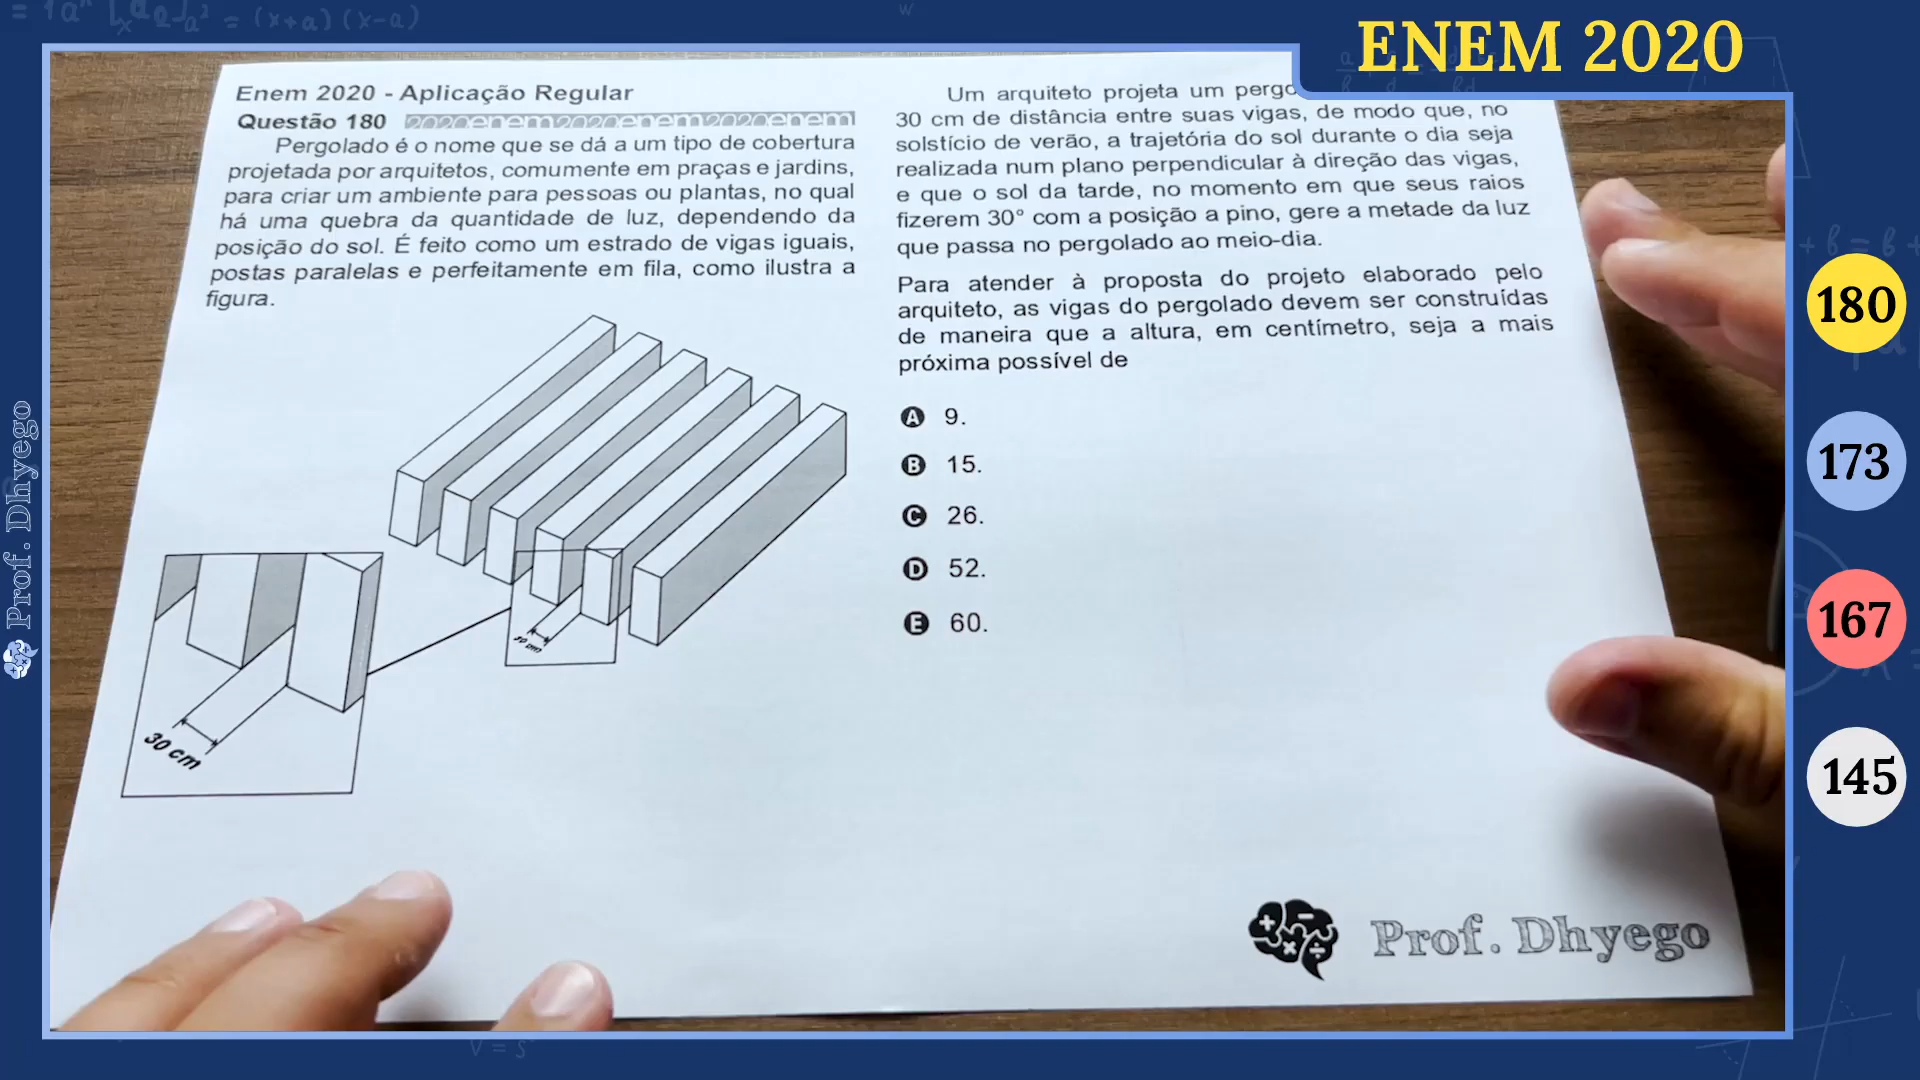 ENEM 2020
Enem 2020 - Aplicação Regular
Questão 180 2020enem2020enem2020enem
Pergolado é o nome que se dá a um tipo de cobertura
projetada por arquitetos, comumente em praças e jardins,
para criar um ambiente para pessoas ou plantas, no qual
há uma quebra da quantidade de luz, dependendo da
posição do sol. É feito como um estrado de vigas iguais,
postas paralelas e perfeitamente em fila, como ilustra a
figura.
30 cm
30 cm
Um arquiteto projeta um
30 cm de distância entre suas vigas, de modo que, no
solstício de verão, a trajetória do sol durante o dia seja
realizada num plano perpendicular à direção das vigas,
e que o sol da tarde, no momento em que seus raios
fizerem 30° com a posição a pino, gere a metade da luz
que passa no pergolado ao meio-dia.
Para atender à proposta do projeto elaborado pelo
arquiteto, as vigas do pergolado devem ser construídas
de maneira que a altura, em centímetro, seja a mais
próxima possível de
A 9.
B 15.
C 26.
D 52.
E 60.
Prof. Dhyego
Prof. Dhyego
180
173
167
145